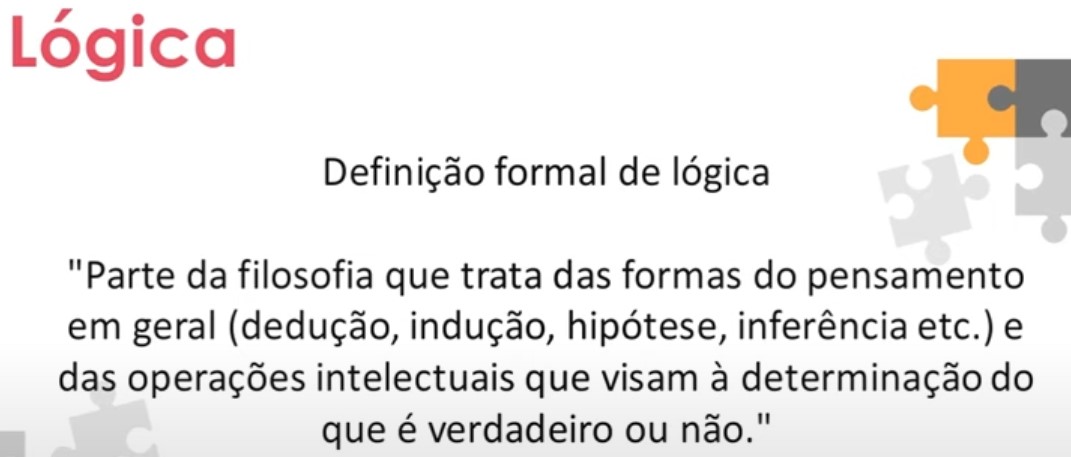 Lógica
Definição formal de lógica
"Parte da filosofia que trata das formas do pensamento
em geral (dedução, indução, hipótese, inferência etc.) e
das operações intelectuais que visam à determinação do
que é verdadeiro ou não."